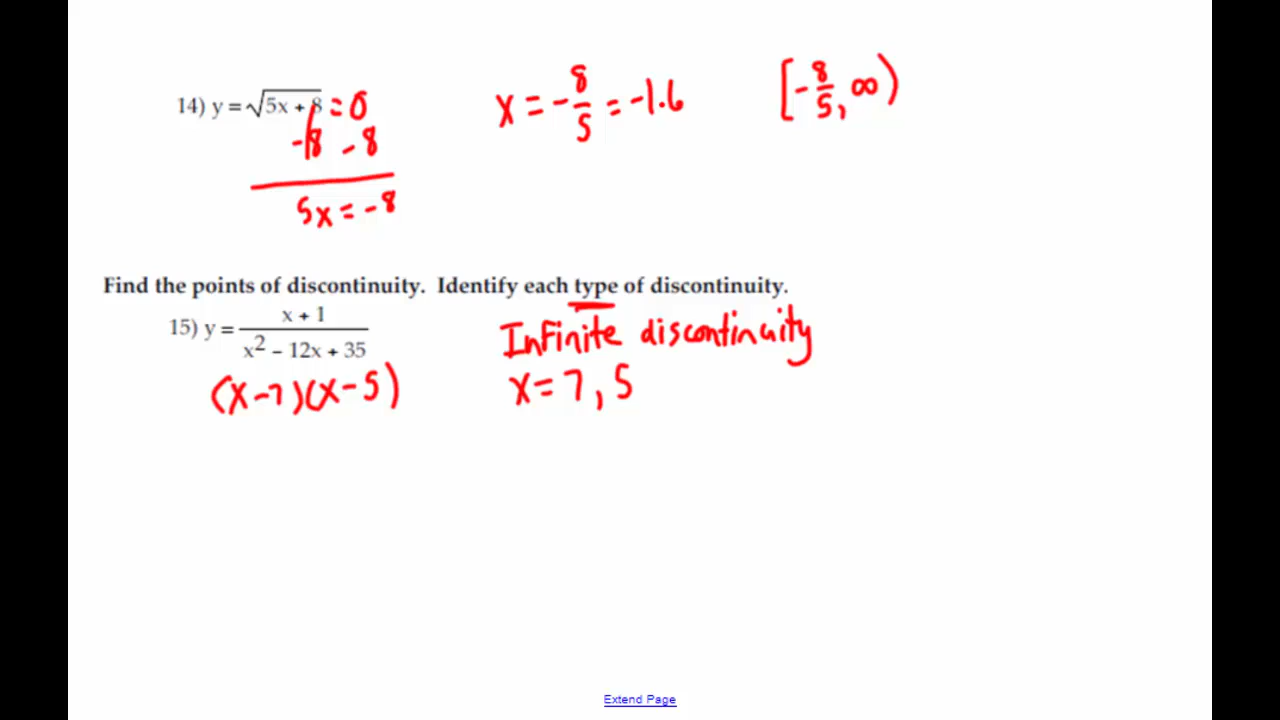 14) y = √5x + 8 = 0
-8 -8
5x = -8
x = -8/5 = -1.6
[-8/5, ∞)
Find the points of discontinuity. Identify each type of discontinuity.
15) y = x + 1 / x² - 12x + 35
(x-7)(x-5)
Infinite discontinuity
x = 7, 5
Extend Page